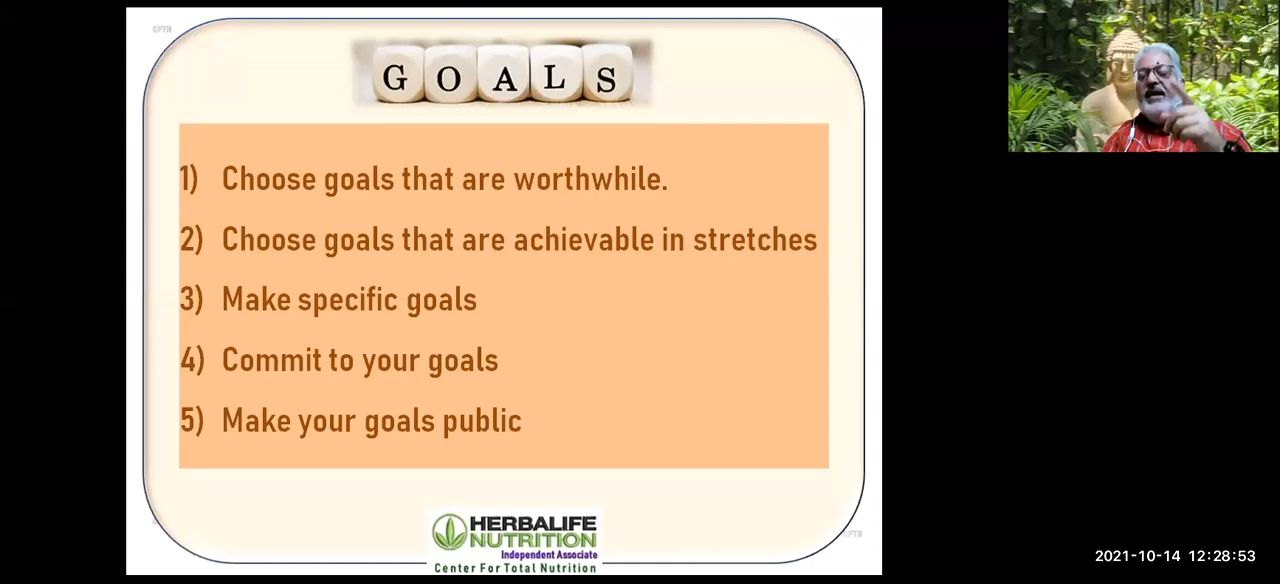 CFTN
GOALS
1) Choose goals that are worthwhile.
2) Choose goals that are achievable in stretches
3) Make specific goals
4) Commit to your goals
5) Make your goals public
HERBALIFE
NUTRITION
Independent Associate
Center For Total Nutrition
CFTN
2021-10-14 12:28:53